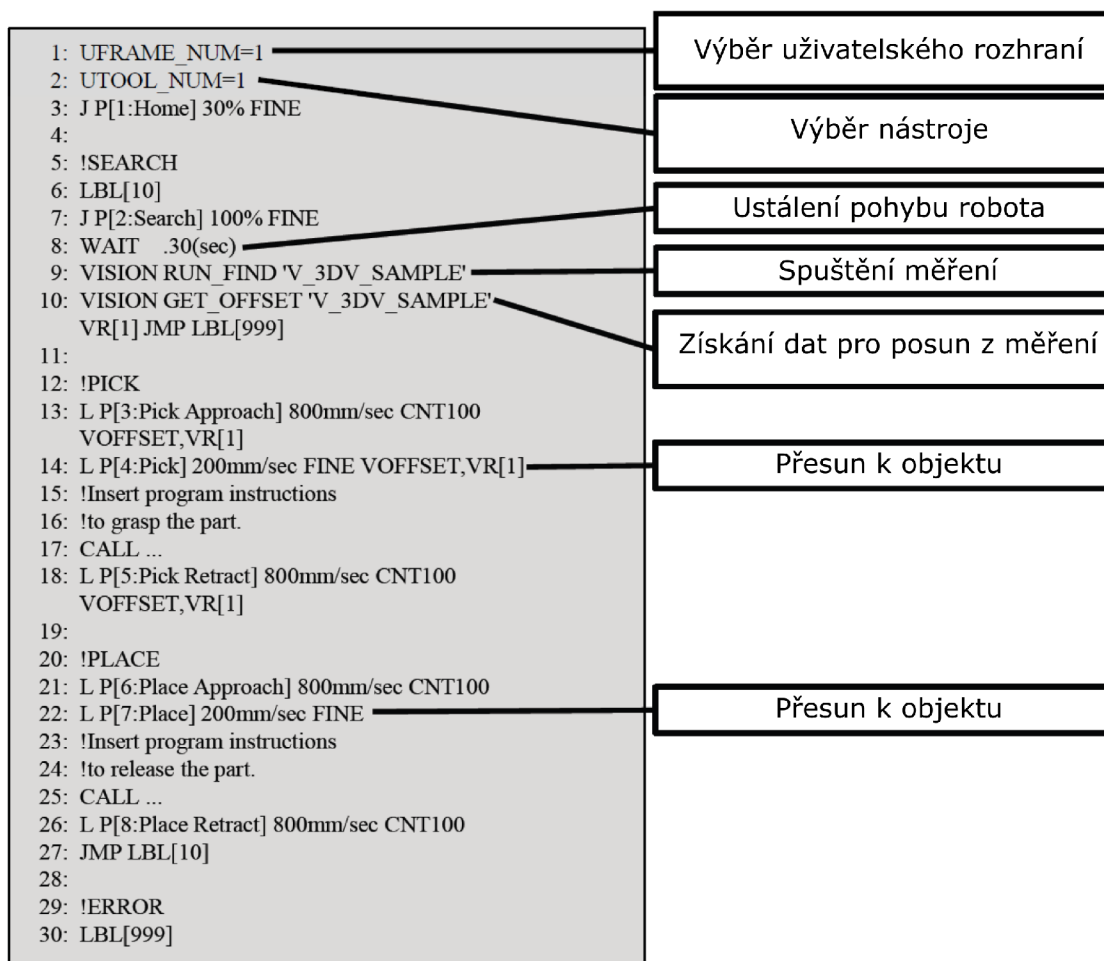 1: UFRAME_NUM=1
2: UTOOL_NUM=1
3: J P[1:Home] 30% FINE
4:
5: !SEARCH
6: LBL[10]
7: J P[2:Search] 100% FINE
8: WAIT .30(sec)
9: VISION RUN_FIND 'V_3DV_SAMPLE'
10: VISION GET_OFFSET 'V_3DV_SAMPLE'
VR[1] JMP LBL[999]
11:
12: !PICK
13: L P[3:Pick Approach] 800mm/sec CNT100
VOFFSET,VR[1]
14: L P[4:Pick] 200mm/sec FINE VOFFSET,VR[1]
15: !Insert program instructions
16: !to grasp the part.
17: CALL ...
18: L P[5:Pick Retract] 800mm/sec CNT100
VOFFSET,VR[1]
19:
20: !PLACE
21: L P[6:Place Approach] 800mm/sec CNT100
22: L P[7:Place] 200mm/sec FINE
23: !Insert program instructions
24: !to release the part.
25: CALL ...
26: L P[8:Place Retract] 800mm/sec CNT100
27: JMP LBL[10]
28:
29: !ERROR
30: LBL[999]
Výběr uživatelského rozhraní
Výběr nástroje
Ustálení pohybu robota
Spuštění měření
Získání dat pro posun z měření
Přesun k objektu
Přesun k objektu